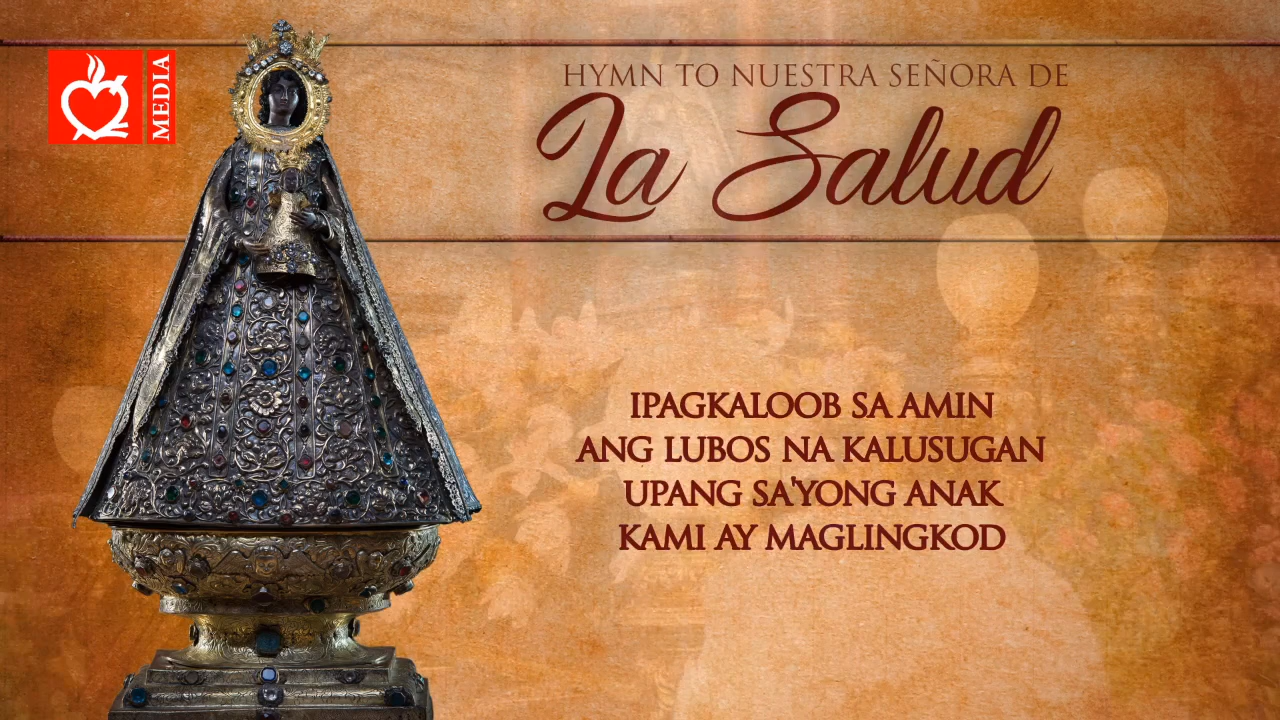 MEDIA
HYMN TO NUESTRA SEÑORA DE
La Salud
IPAGKALOOB SA AMIN
ANG LUBOS NA KALUSUGAN
UPANG SA'YONG ANAK
KAMI AY MAGLINGKOD